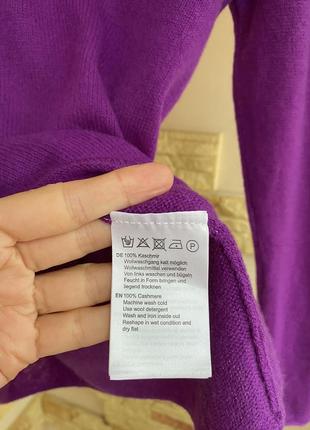 DE 100% Kaschmir
Wollwaschgang kalt möglich
Wollwaschmittel verwenden
Von links waschen und bügeln
Feucht in Form bringen und
liegend trocknen
EN 100% Cashmere
Machine wash cold
Use wool detergent
Wash and iron inside out
Reshape in wet condition and
dry flat